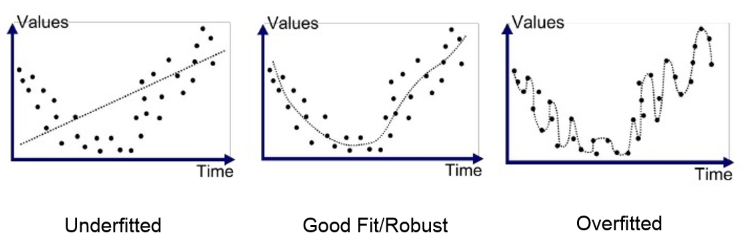 Values
Time
Underfitted
Values
Time
Good Fit/Robust
Values
Time
Overfitted